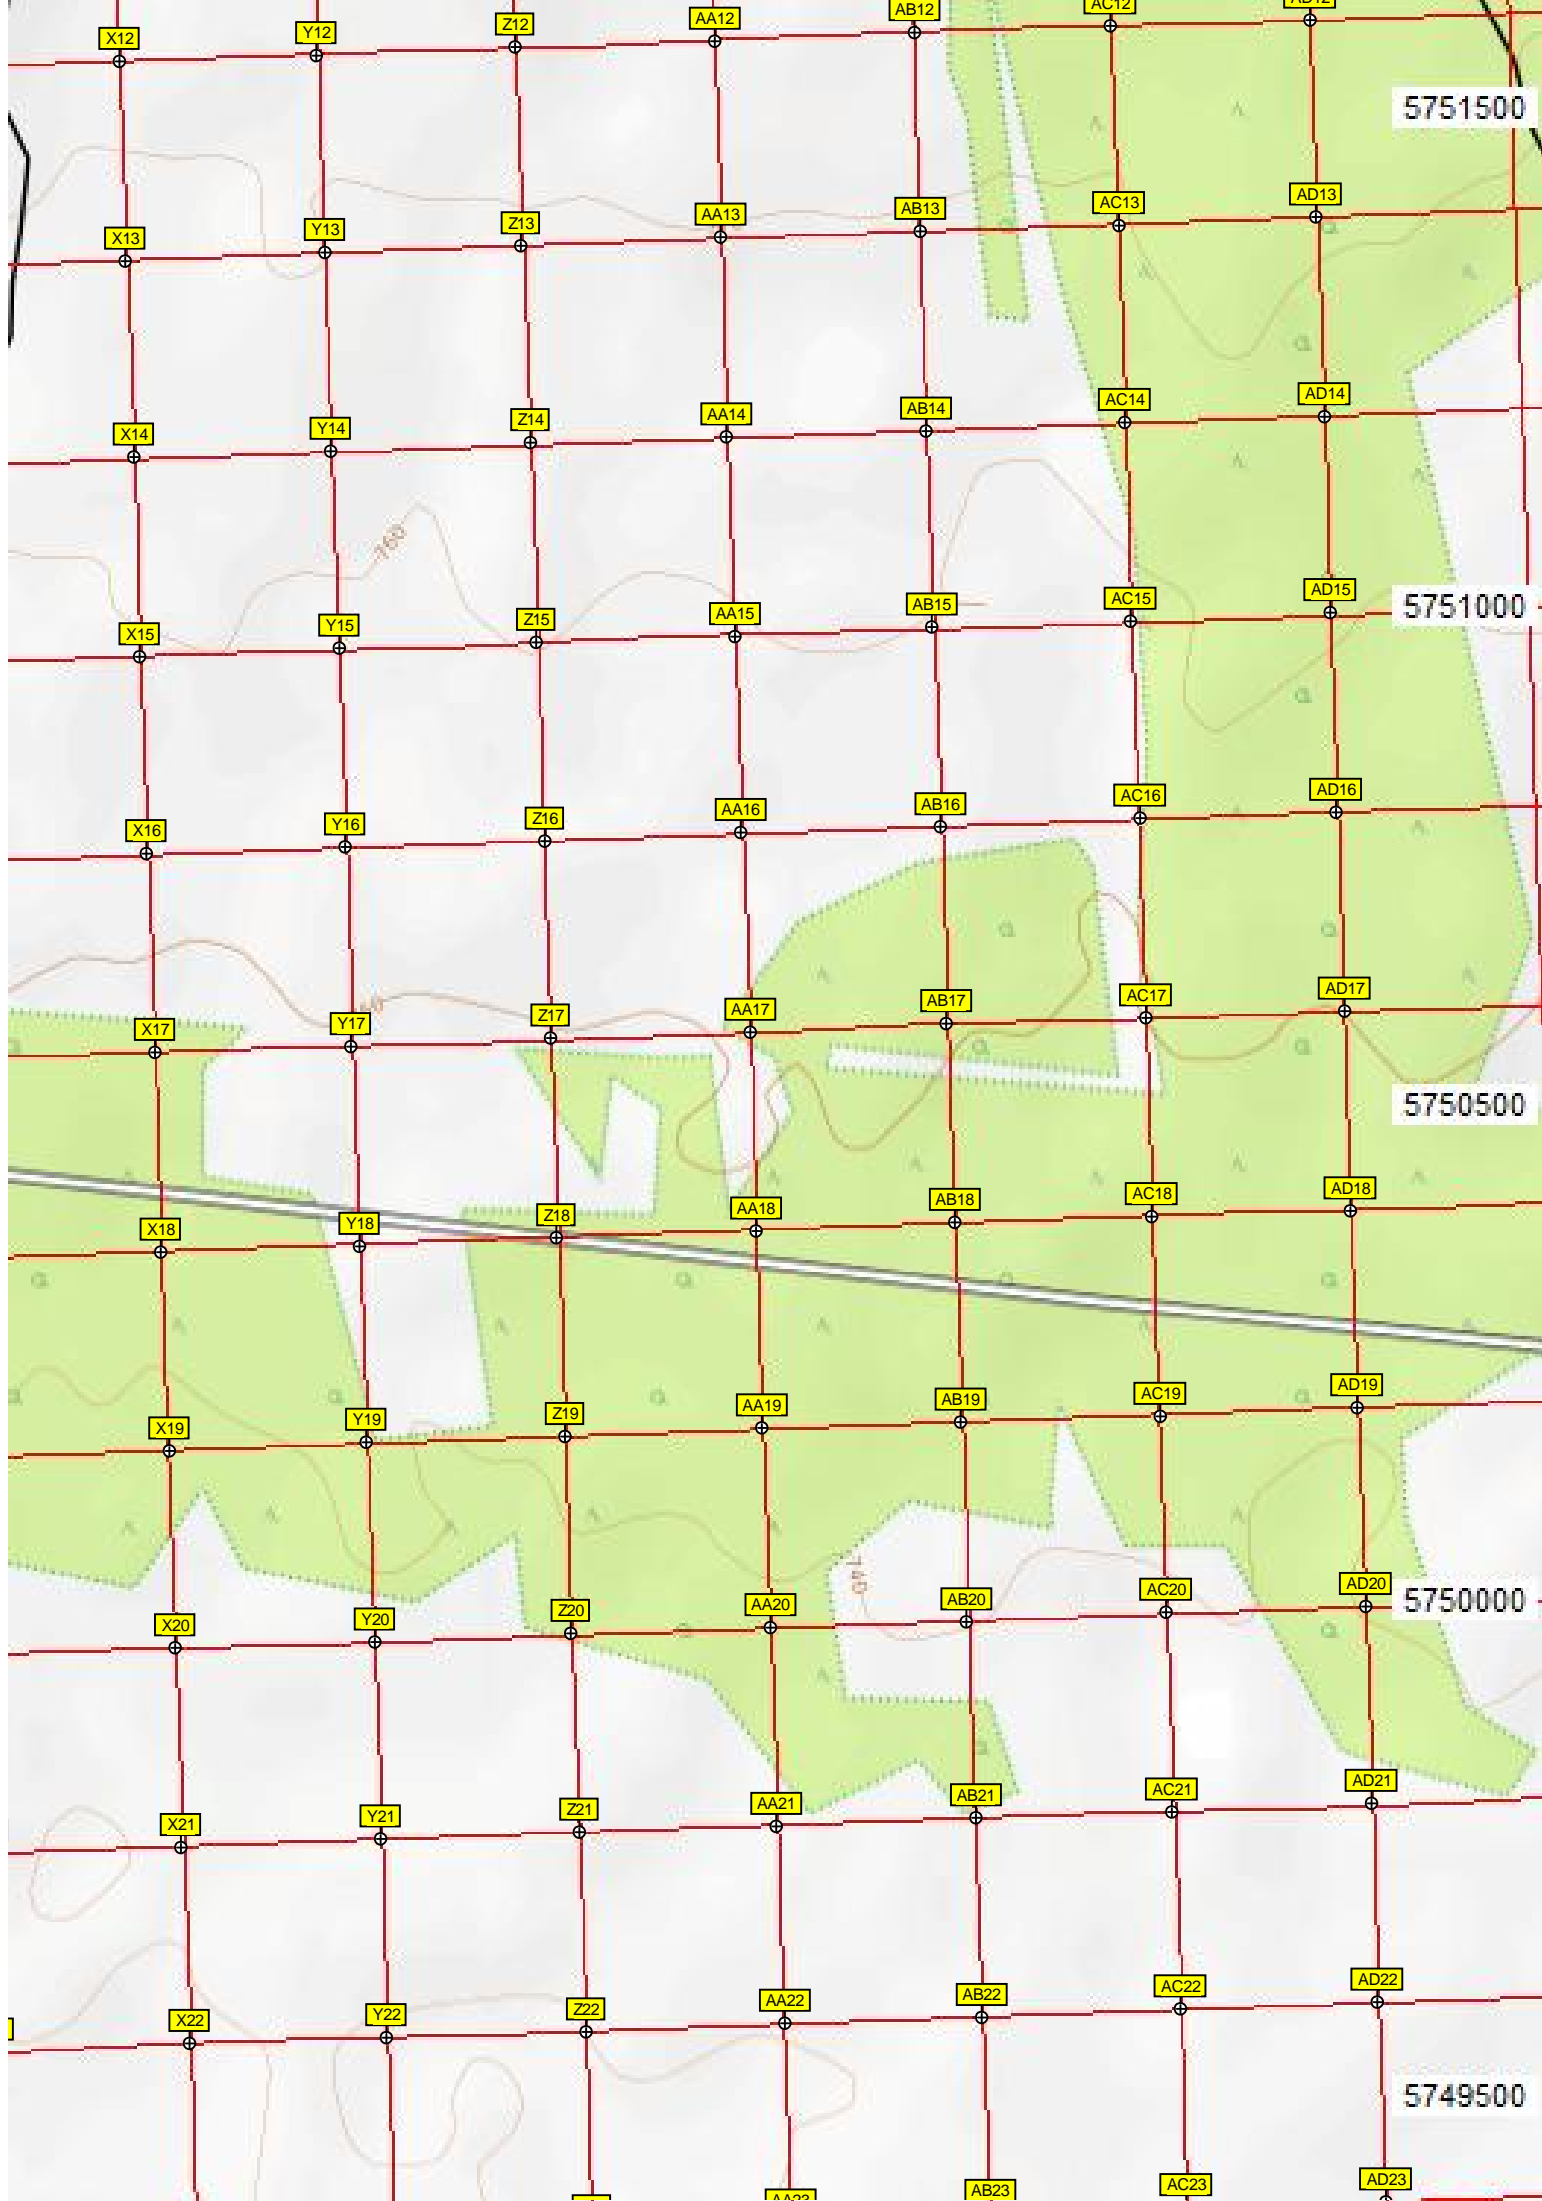 X12 Y12 Z12 AA12 AB12 AC12 AD12
5751500
X13 Y13 Z13 AA13 AB13 AC13 AD13
X14 Y14 Z14 AA14 AB14 AC14 AD14
760
X15 Y15 Z15 AA15 AB15 AC15 AD15 5751000
X16 Y16 Z16 AA16 AB16 AC16 AD16
X17 Y17 Z17 AA17 AB17 AC17 AD17
5750500
X18 Y18 Z18 AA18 AB18 AC18 AD18
X19 Y19 Z19 AA19 AB19 AC19 AD19
740
X20 Y20 Z20 AA20 AB20 AC20 AD20 5750000
X21 Y21 Z21 AA21 AB21 AC21 AD21
X22 Y22 Z22 AA22 AB22 AC22 AD22
5749500
AA23 AB23 AC23 AD23